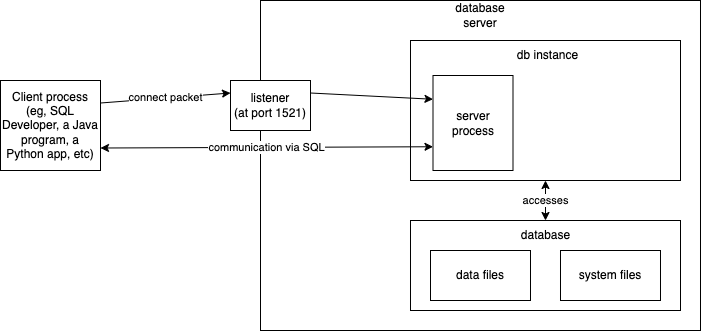 database
server
db instance
Client process
(eg, SQL
Developer, a Java
program, a
Python app, etc)
connect packet
listener
(at port 1521)
server
process
communication via SQL
accesses
database
data files
system files